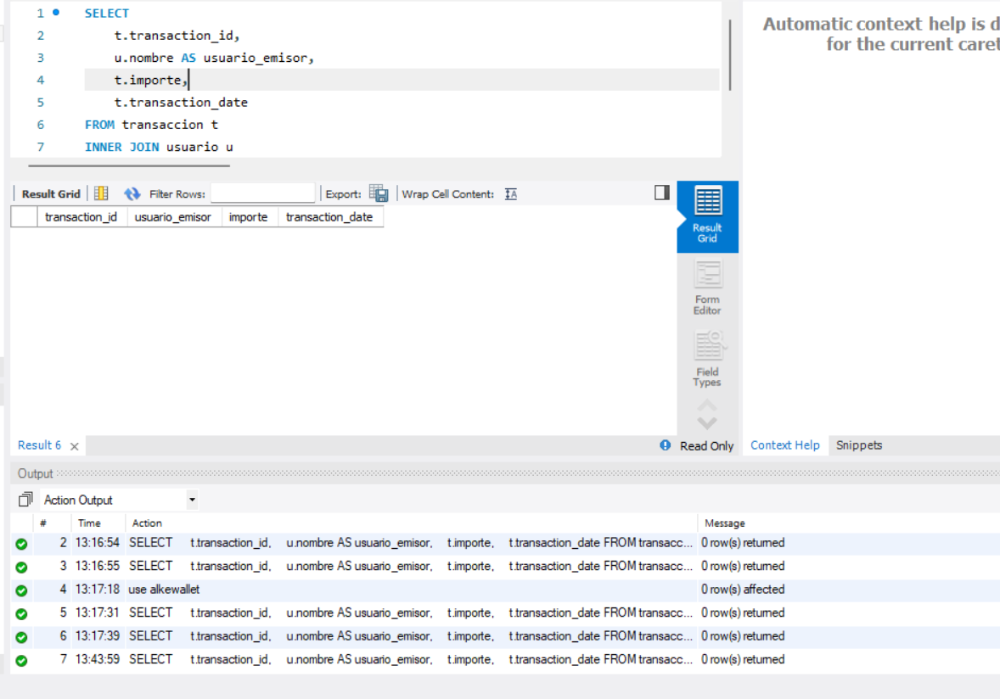 1 SELECT
2 t.transaction_id,
3 u.nombre AS usuario_emisor,
4 t.importe,
5 t.transaction_date
6 FROM transaccion t
7 INNER JOIN usuario u
Automatic context help is d
for the current caret
Result Grid Filter Rows: Export: Wrap Cell Content: IA
transaction_id usuario_emisor importe transaction_date
Result
Grid
Form
Editor
Field
Types
Result 6 × Read Only Context Help Snippets
Output
Action Output
# Time Action Message
2 13:16:54 SELECT t.transaction_id, u.nombre AS usuario_emisor, t.importe, t.transaction_date FROM transacc... 0 row(s) returned
3 13:16:55 SELECT t.transaction_id, u.nombre AS usuario_emisor, t.importe, t.transaction_date FROM transacc... 0 row(s) returned
4 13:17:18 use alkewallet 0 row(s) affected
5 13:17:31 SELECT t.transaction_id, u.nombre AS usuario_emisor, t.importe, t.transaction_date FROM transacc... 0 row(s) returned
6 13:17:39 SELECT t.transaction_id, u.nombre AS usuario_emisor, t.importe, t.transaction_date FROM transacc... 0 row(s) returned
7 13:43:59 SELECT t.transaction_id, u.nombre AS usuario_emisor, t.importe, t.transaction_date FROM transacc... 0 row(s) returned